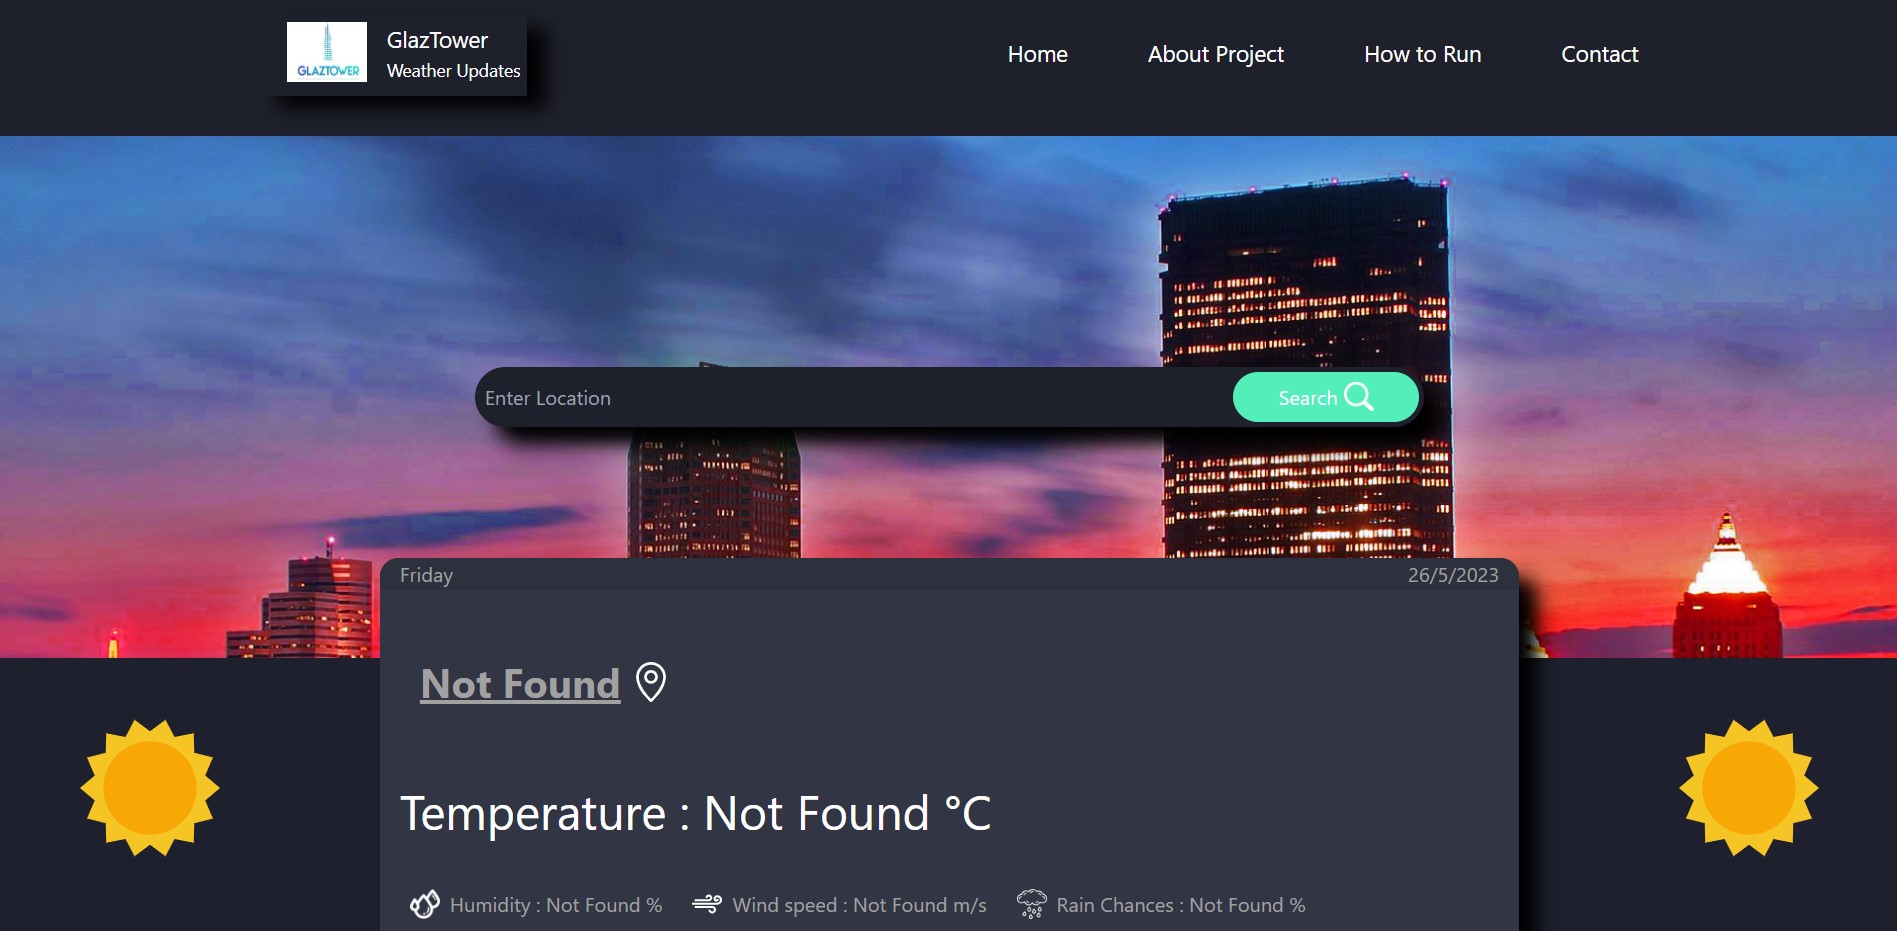 GLAZTOWER
GlazTower
Weather Updates
Home
About Project
How to Run
Contact
Enter Location
Search
Friday
26/5/2023
Not Found
Temperature : Not Found °C
Humidity : Not Found %
Wind speed : Not Found m/s
Rain Chances : Not Found %